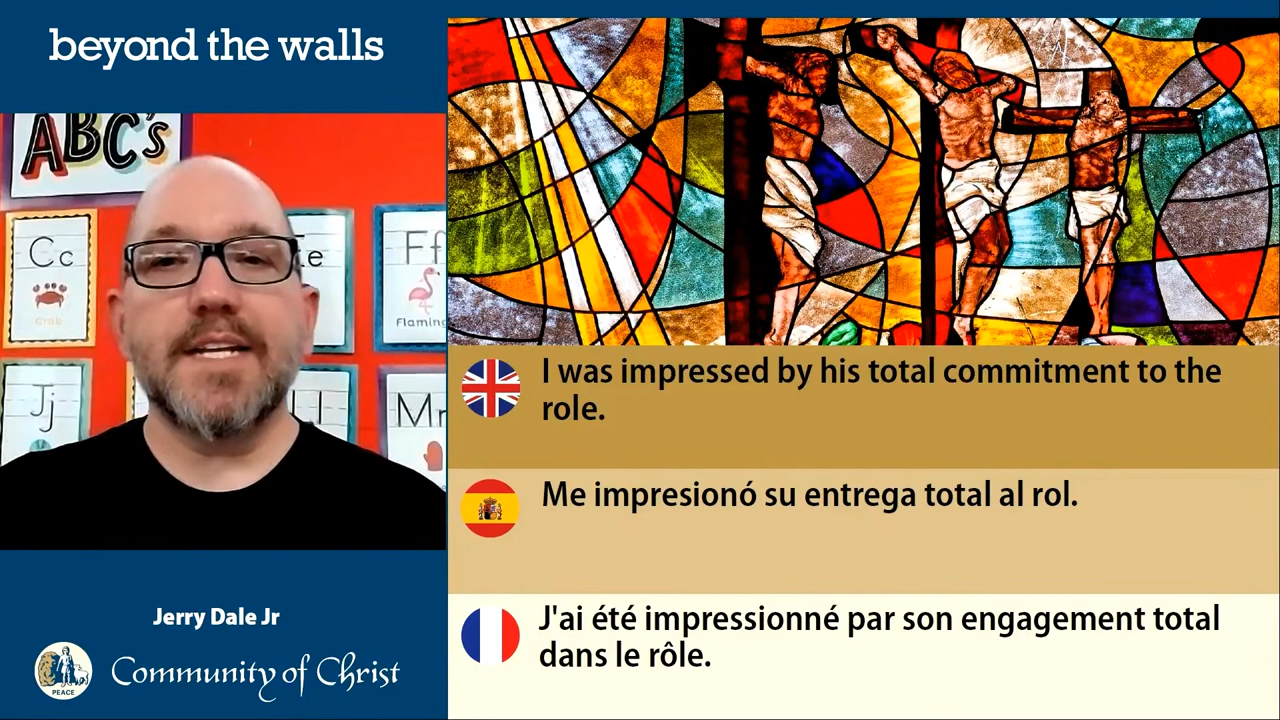 beyond the walls
ABC's
Cc
Crab
Ff
Jj
Jerry Dale Jr
PEACE
Community of Christ
I was impressed by his total commitment to the
role.
Me impresionó su entrega total al rol.
J'ai été impressionné par son engagement total
dans le rôle.